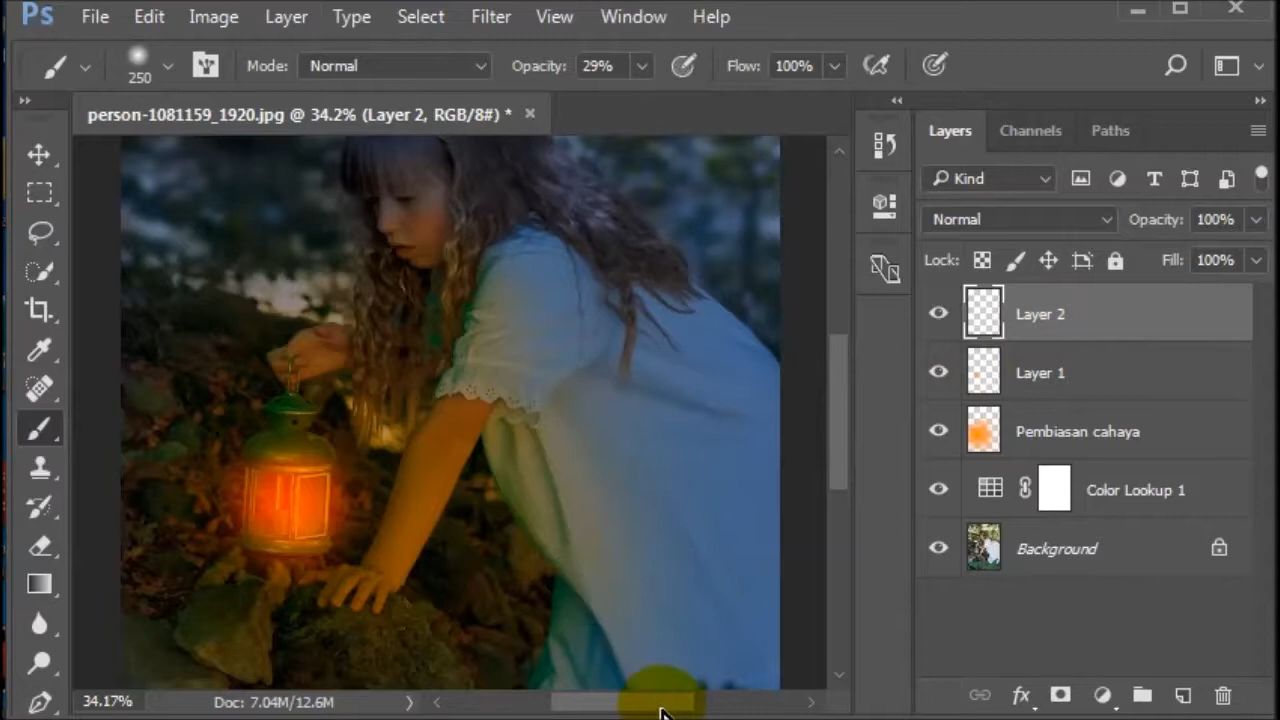 Ps File Edit Image Layer Type Select Filter View Window Help
250 Mode: Normal Opacity: 29% Flow: 100%
person-1081159_1920.jpg @ 34.2% (Layer 2, RGB/8#) *
Layers Channels Paths
Kind
Normal Opacity: 100%
Lock: Fill: 100%
Layer 2
Layer 1
Pembiasan cahaya
Color Lookup 1
Background
34.17% Doc: 7.04M/12.6M
fx